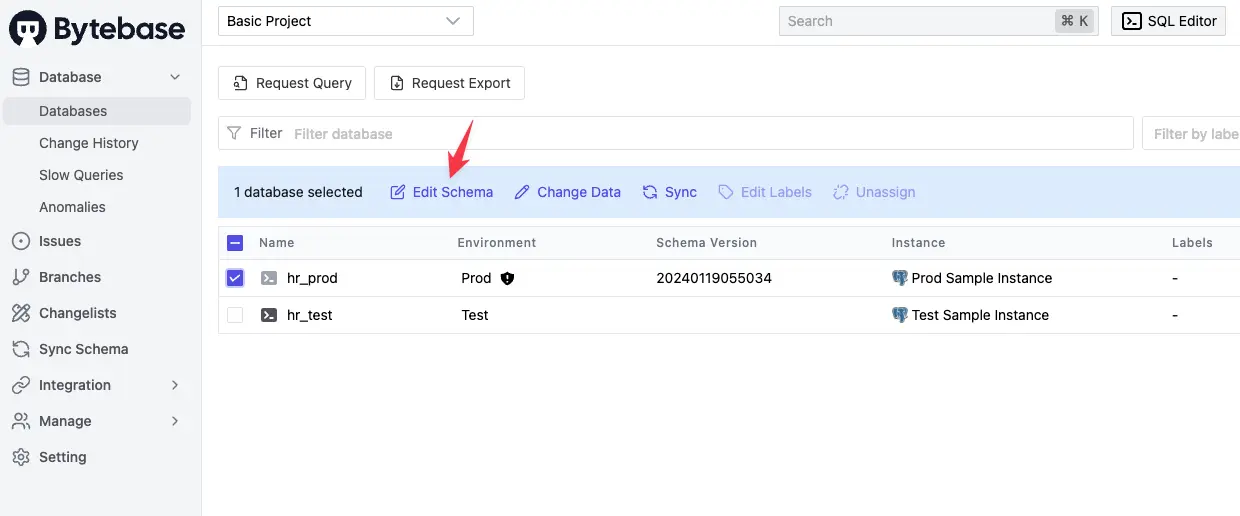 Bytebase
Database
Databases
Change History
Slow Queries
Anomalies
Issues
Branches
Changelists
Sync Schema
Integration
Manage
Setting
Basic Project
Search ⌘ K
SQL Editor
Request Query Request Export
Filter Filter database Filter by labe
1 database selected Edit Schema Change Data Sync Edit Labels Unassign
Name Environment Schema Version Instance Labels
hr_prod Prod 20240119055034 Prod Sample Instance -
hr_test Test Test Sample Instance -